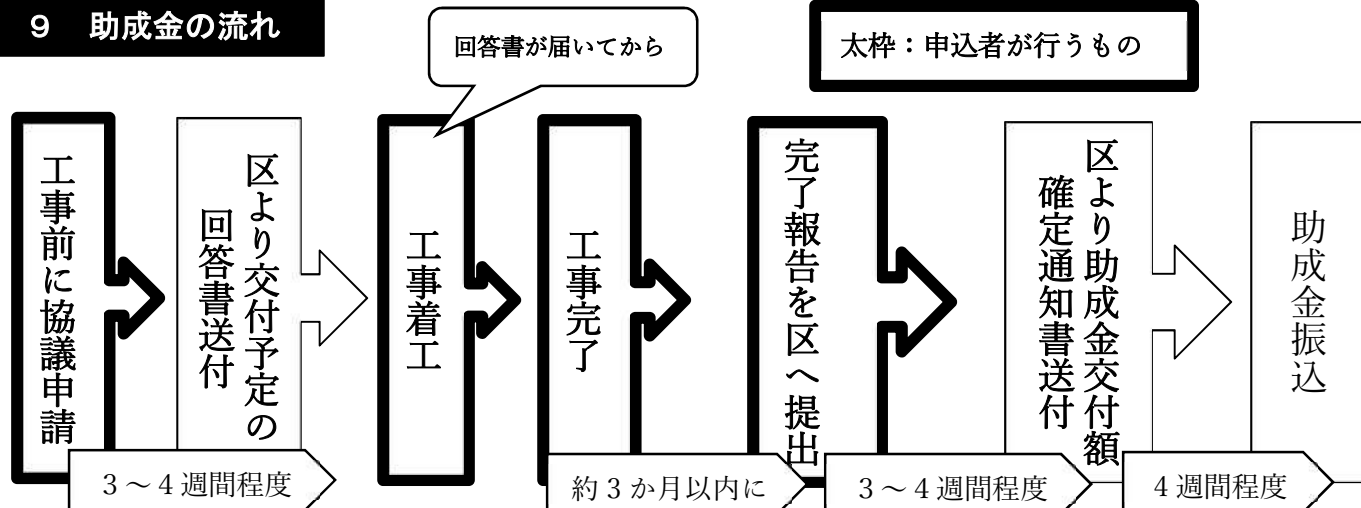 ９　助成金の流れ
回答書が届いてから
太枠：申込者が行うもの
工事前に協議申請
区より交付予定の
回答書送付
工事着工
工事完了
完了報告を区へ提出
区より助成金交付額
確定通知書送付
助成金振込
３～４週間程度
約３か月以内に
３～４週間程度
４週間程度